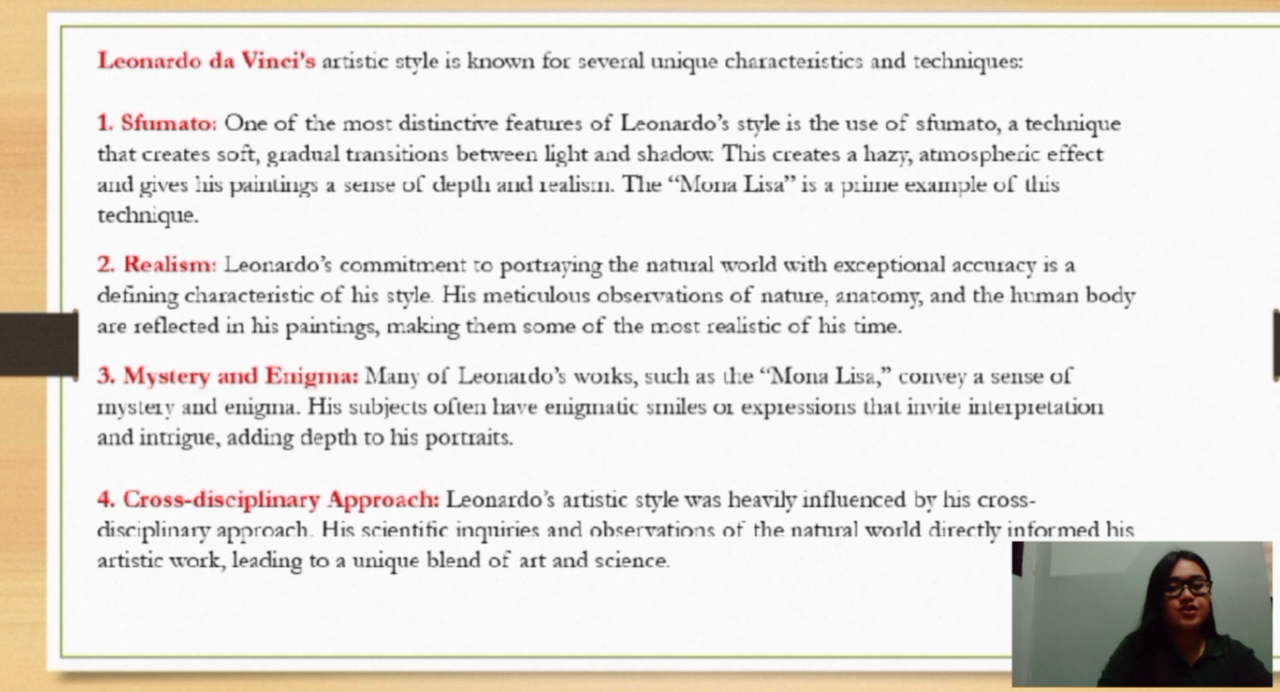 Leonardo da Vinci's artistic style is known for several unique characteristics and techniques:
1. Sfumato: One of the most distinctive features of Leonardo's style is the use of sfumato, a technique
that creates soft, gradual transitions between light and shadow. This creates a hazy, atmospheric effect
and gives his paintings a sense of depth and realism. The “Mona Lisa” is a prime example of this
technique.
2. Realism: Leonardo's commitment to portraying the natural world with exceptional accuracy is a
defining characteristic of his style. His meticulous observations of nature, anatomy, and the human body
are reflected in his paintings, making them some of the most realistic of his time.
3. Mystery and Enigma: Many of Leonardo's works, such as the “Mona Lisa,” convey a sense of
mystery and enigma. His subjects often have enigmatic smiles or expressions that invite interpretation
and intrigue, adding depth to his portraits.
4. Cross-disciplinary Approach: Leonardo's artistic style was heavily influenced by his cross-
disciplinary approach. His scientific inquiries and observations of the natural world directly informed his
artistic work, leading to a unique blend of art and science.